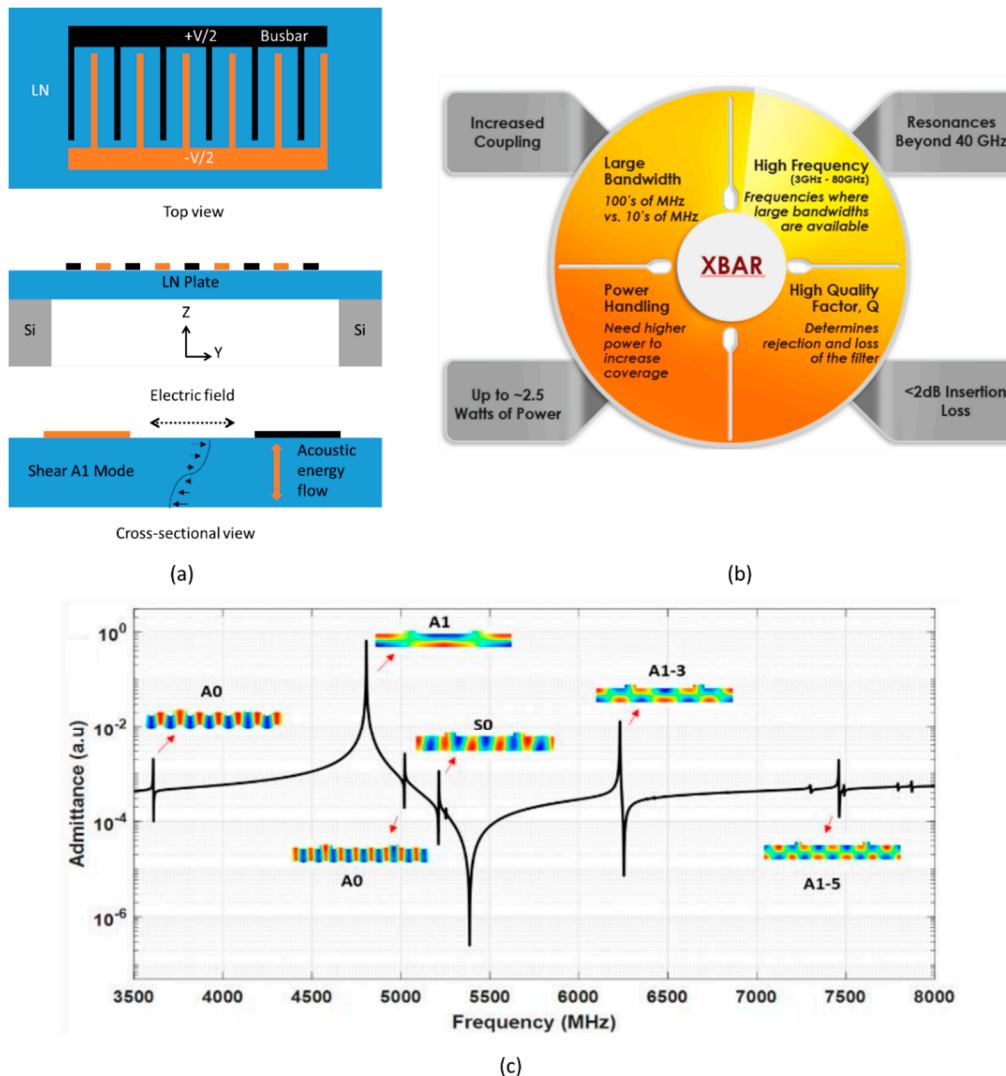 +V/2 Busbar
LN
-V/2
Top view
LN Plate
Si
Si
Z
Y
Electric field
Shear A1 Mode
Acoustic
energy
flow
Cross-sectional view
(a)
Increased
Coupling
Resonances
Beyond 40 GHz
Large
Bandwidth
100's of MHz
vs. 10's of MHz
High Frequency
(3GHz - 80GHz)
Frequencies where
large bandwidths
are available
XBAR
Power
Handling
Need higher
power to
increase
coverage
High Quality
Factor, Q
Determines
rejection and loss
of the filter
Up to ~2.5
Watts of Power
<2dB Insertion
Loss
(b)
A1
A0
S0
A1-3
A0
A1-5
Admittance (a.u)
10^0
10^-2
10^-4
10^-6
3500 4000 4500 5000 5500 6000 6500 7000 7500 8000
Frequency (MHz)
(c)